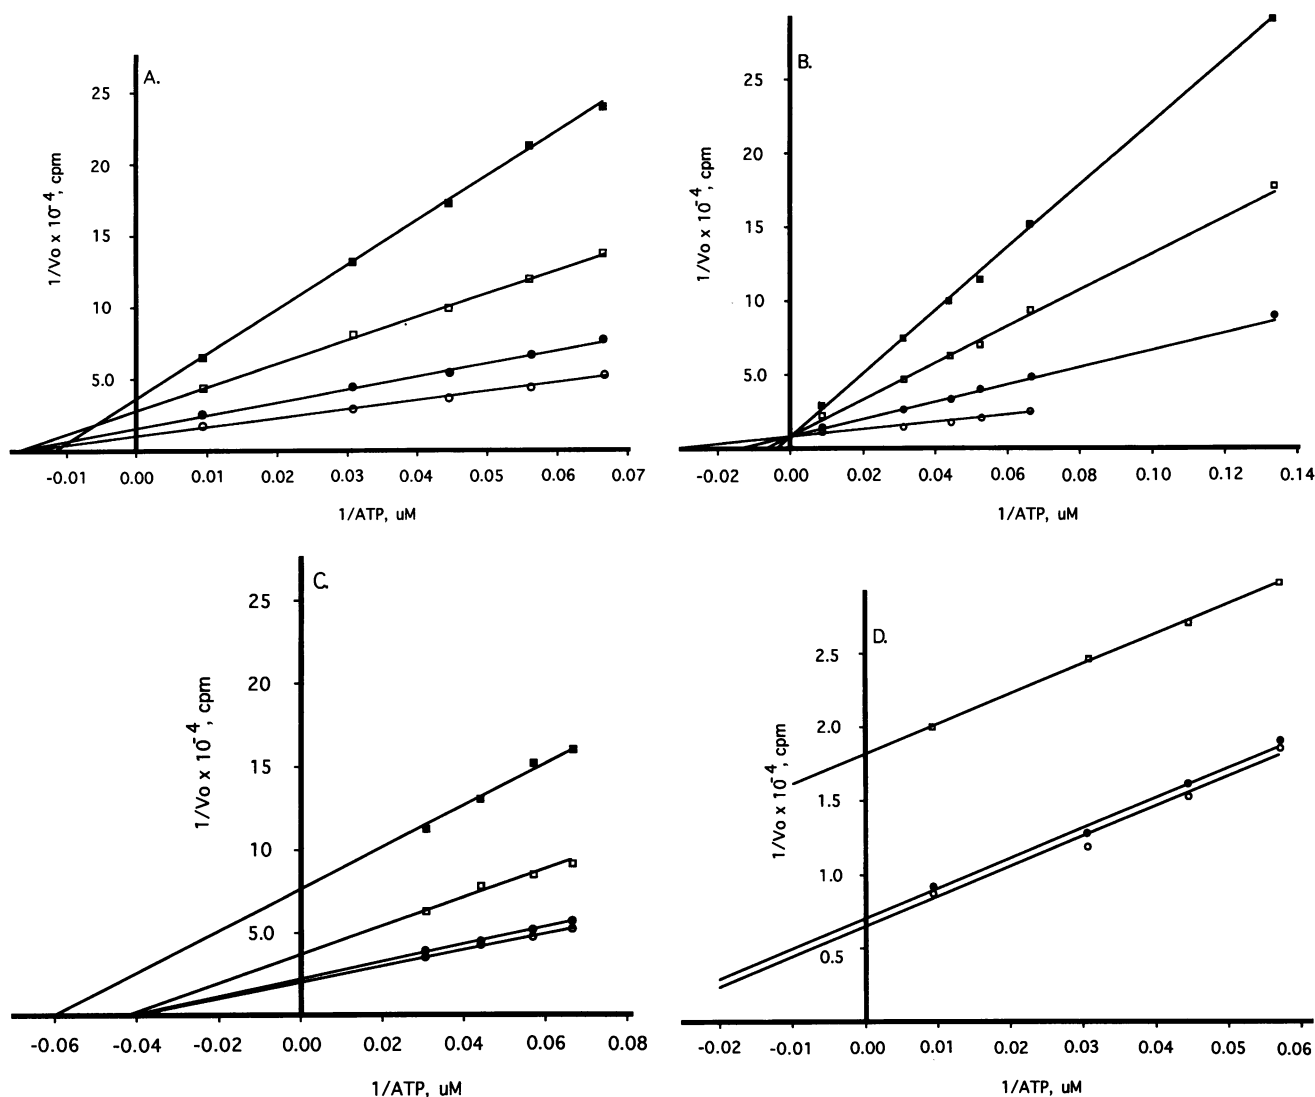 A.
25
20
15
10
5.0
1/Vo x 10⁻⁴, cpm
-0.01 0.00 0.01 0.02 0.03 0.04 0.05 0.06 0.07
1/ATP, uM
B.
25
20
15
10
5.0
1/Vo x 10⁻⁴, cpm
-0.02 0.00 0.02 0.04 0.06 0.08 0.10 0.12 0.14
1/ATP, uM
C.
25
20
15
10
5.0
1/Vo x 10⁻⁴, cpm
-0.06 -0.04 -0.02 0.00 0.02 0.04 0.06 0.08
1/ATP, uM
D.
2.5
2.0
1.5
1.0
0.5
1/Vo x 10⁻⁴, cpm
-0.02 -0.01 0.00 0.01 0.02 0.03 0.04 0.05 0.06
1/ATP, uM